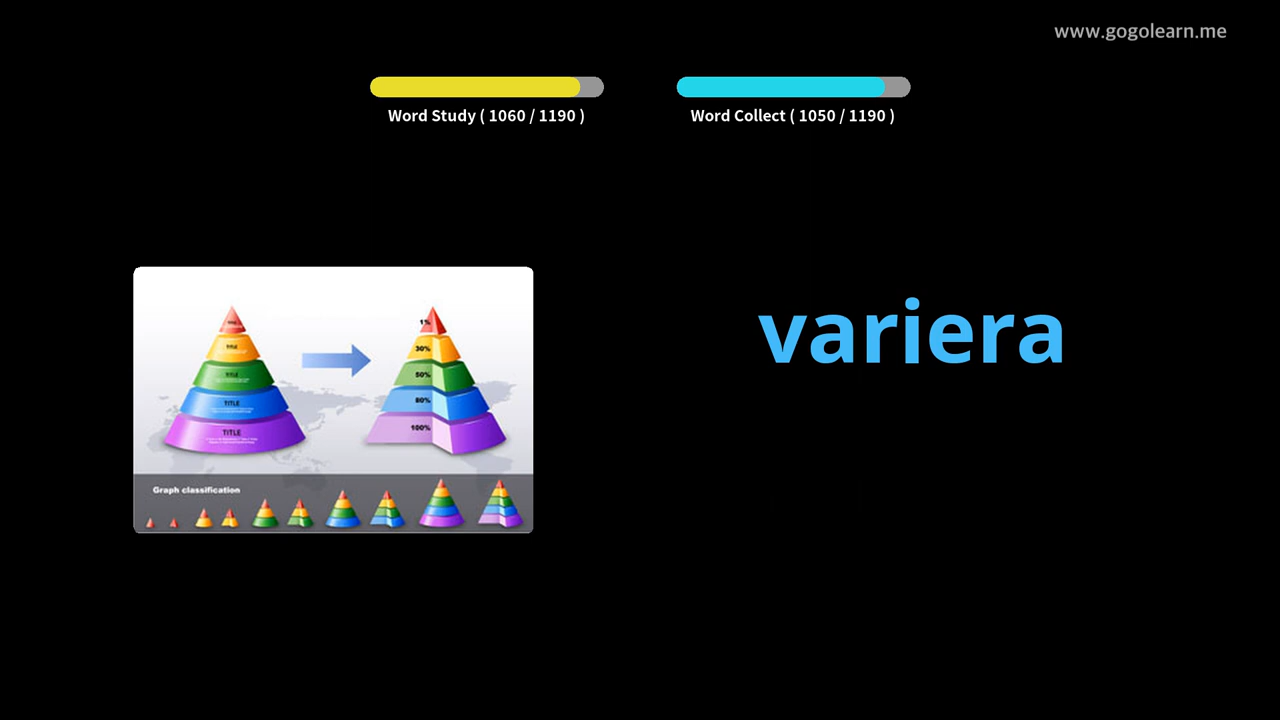 www.gogolearn.me
Word Study ( 1060 / 1190 )
Word Collect ( 1050 / 1190 )
variera
TITLE
TITLE
TITLE
TITLE
1%
30%
50%
80%
100%
Graph classification